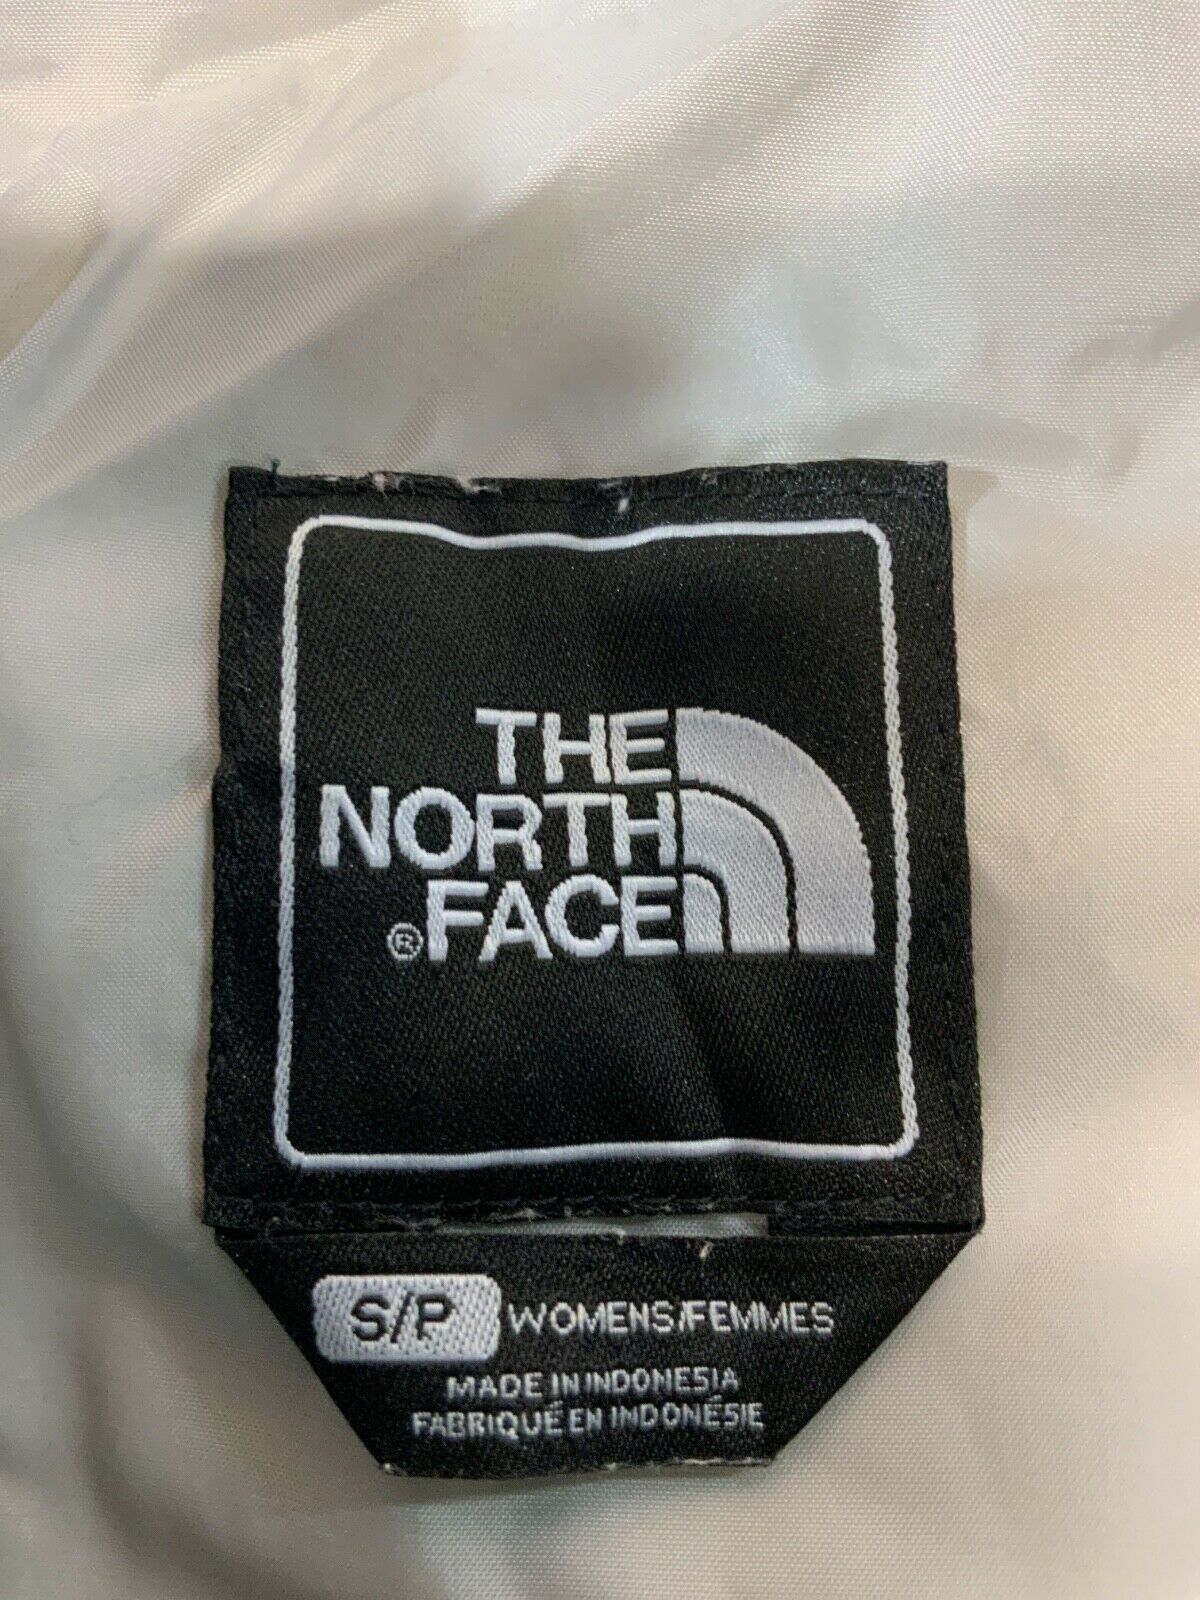 THE
NORTH
® FACE
S/P WOMENS/FEMMES
MADE IN INDONESIA
FABRIQUÉ EN INDONÉSIE